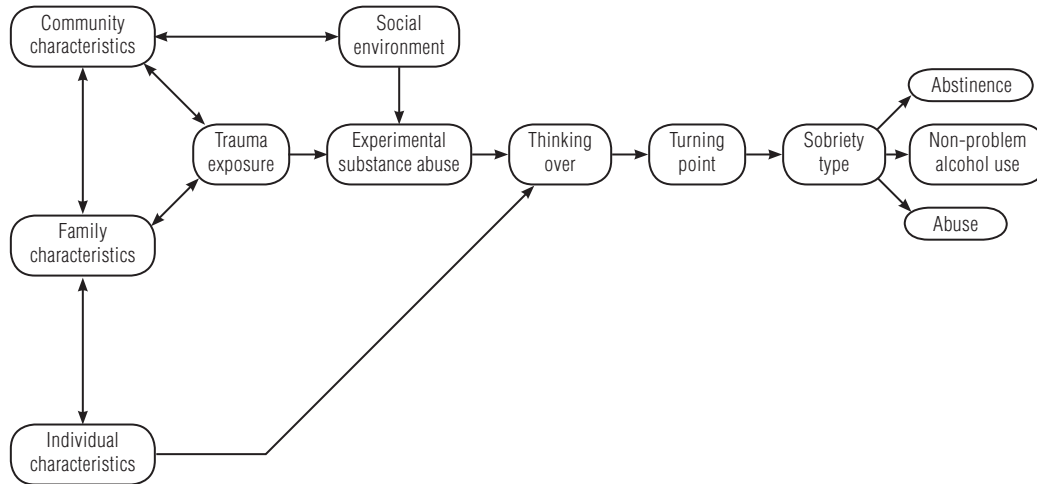 Community
characteristics
Social
environment
Abstinence
Trauma
exposure
Experimental
substance abuse
Thinking
over
Turning
point
Sobriety
type
Non-problem
alcohol use
Abuse
Family
characteristics
Individual
characteristics